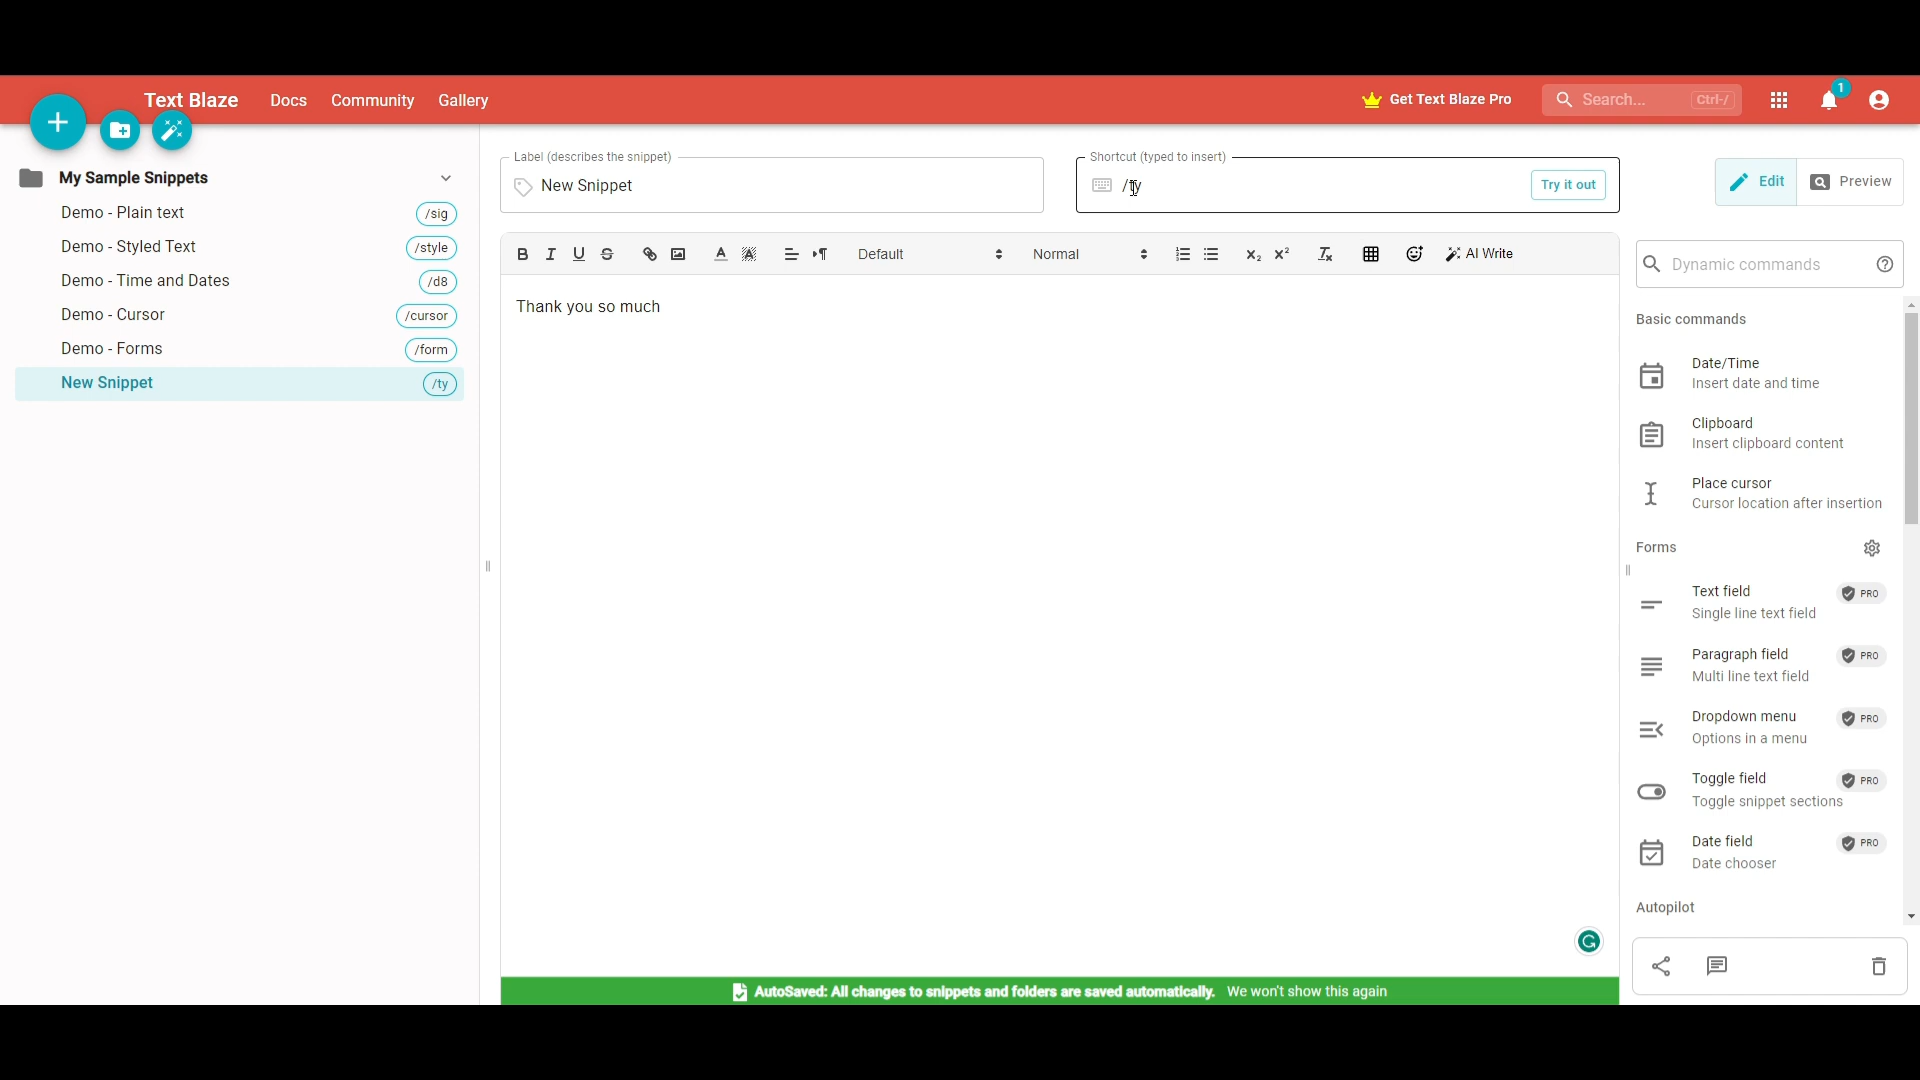 Text Blaze Docs Community Gallery Get Text Blaze Pro Search... Ctrl-/ 1
My Sample Snippets
Demo - Plain text /sig
Demo - Styled Text /style
Demo - Time and Dates /d8
Demo - Cursor /cursor
Demo - Forms /form
New Snippet /ty
Label (describes the snippet)
New Snippet
Shortcut (typed to insert)
/ty
Try it out
Edit Preview
Default Normal AI Write
Thank you so much
Dynamic commands
Basic commands
Date/Time
Insert date and time
Clipboard
Insert clipboard content
Place cursor
Cursor location after insertion
Forms
Text field PRO
Single line text field
Paragraph field PRO
Multi line text field
Dropdown menu PRO
Options in a menu
Toggle field PRO
Toggle snippet sections
Date field PRO
Date chooser
Autopilot
AutoSaved: All changes to snippets and folders are saved automatically. We won't show this again